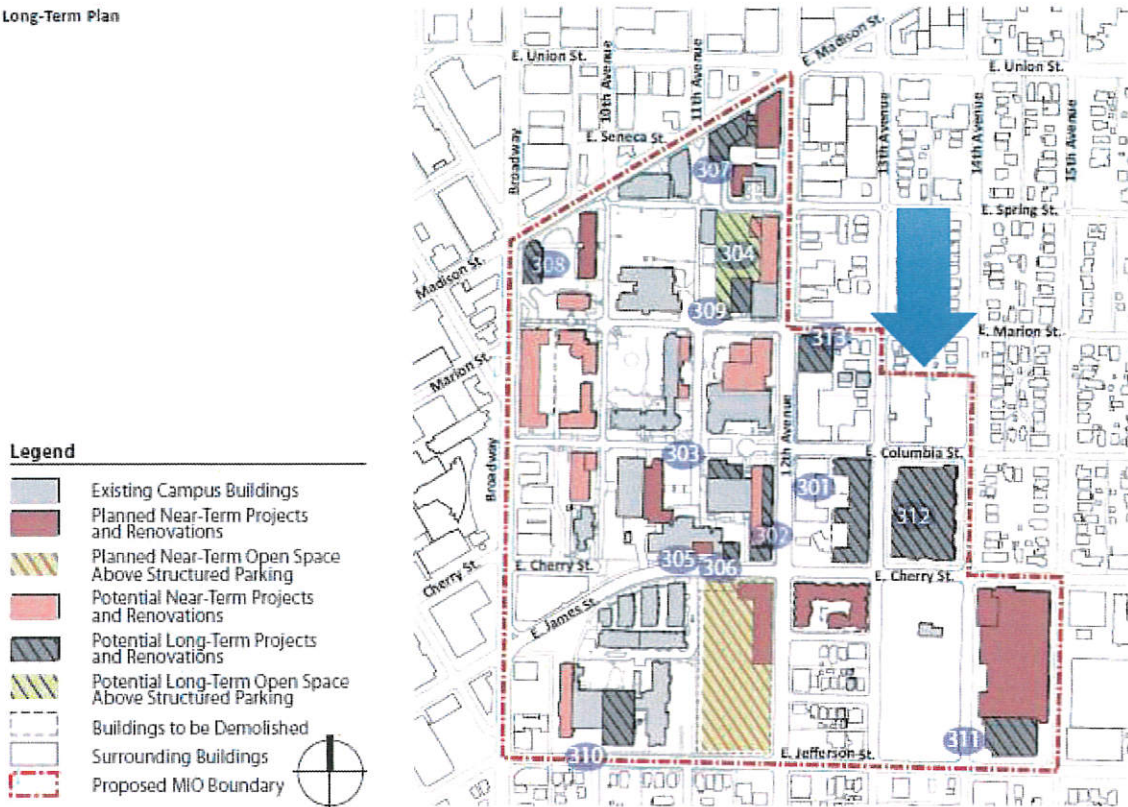 Long-Term Plan
E. Madison St.
E. Union St.
E. Union St.
10th Avenue
11th Avenue
Broadway
E. Seneca St.
13th Avenue
14th Avenue
15th Avenue
307
E. Spring St.
304
308
Madison St.
309
E. Marion St.
313
Marion St.
12th Avenue
E. Columbia St.
303
Broadway
301
312
302
305
306
E. Cherry St.
E. Cherry St.
Cherry St.
E. James St.
E. Jefferson St.
311
310
Legend
Existing Campus Buildings
Planned Near-Term Projects
and Renovations
Planned Near-Term Open Space
Above Structured Parking
Potential Near-Term Projects
and Renovations
Potential Long-Term Projects
and Renovations
Potential Long-Term Open Space
Above Structured Parking
Buildings to be Demolished
Surrounding Buildings
Proposed MIO Boundary